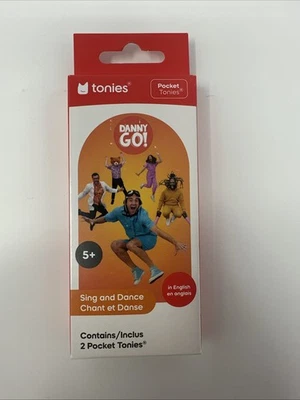 tonies®
Pocket
Tonies®
DANNY
GO!
5+
in English
en anglais
Sing and Dance
Chant et Danse
Contains/Inclus
2 Pocket Tonies®